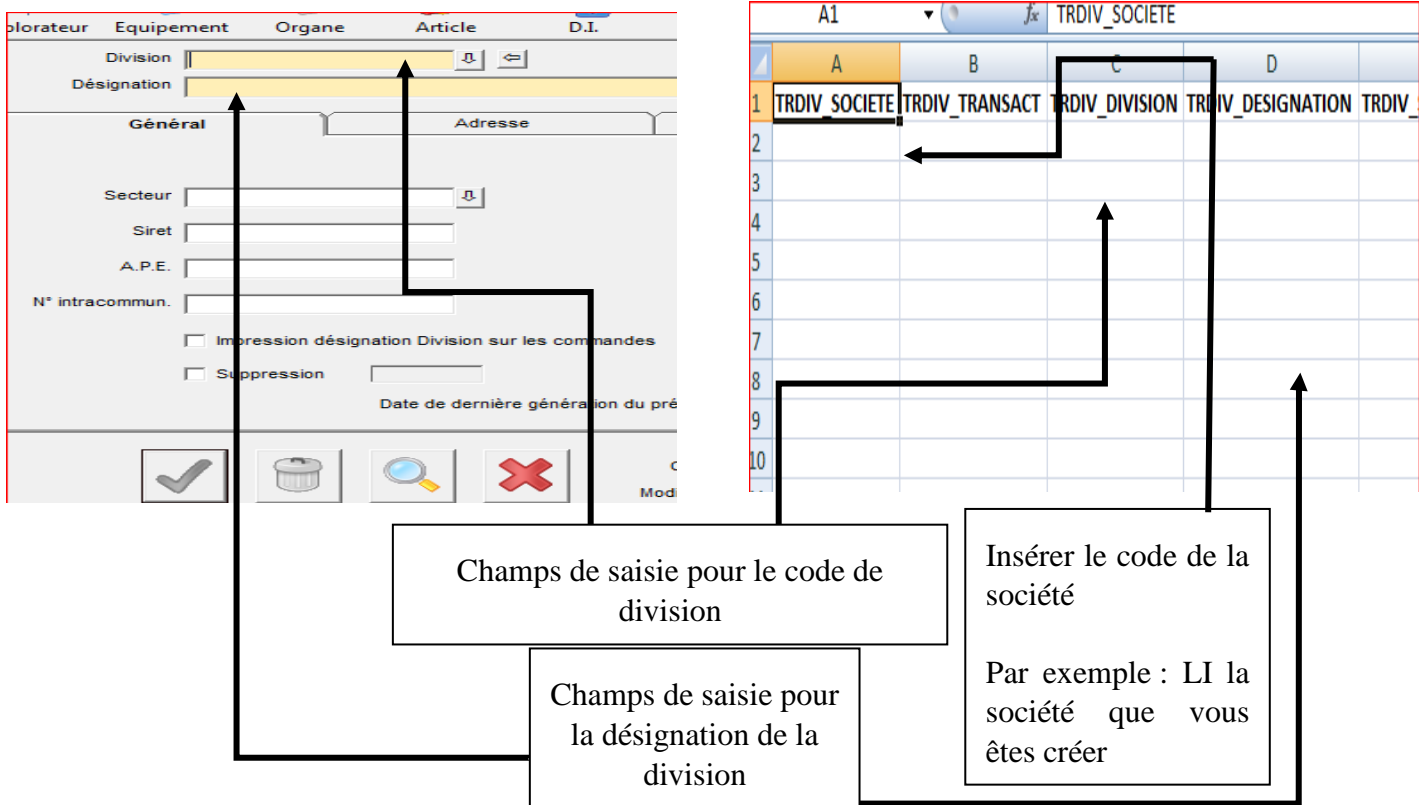 plorateur Equipement Organe Article D.I.
Division
Désignation
Général Adresse
Secteur
Siret
A.P.E.
N° intracommun.
Impression désignation Division sur les commandes
Suppression
Date de dernière génération du pré
Modi
A1 fx TRDIV_SOCIETE
A B C D
1 TRDIV_SOCIETE TRDIV_TRANSACT TRDIV_DIVISION TRDIV_DESIGNATION TRDIV_
2
3
4
5
6
7
8
9
10
Champs de saisie pour le code de
division
Champs de saisie pour
la désignation de la
division
Insérer le code de la
société
Par exemple : LI la
société que vous
êtes créer